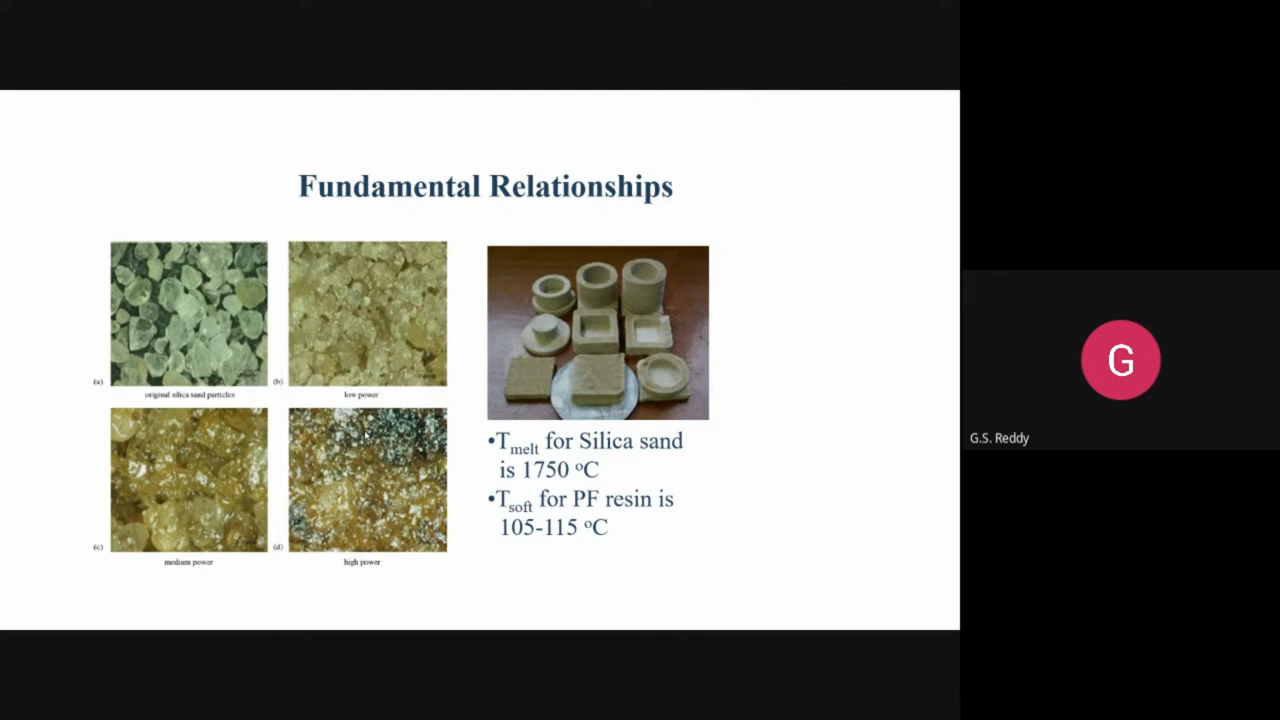 Fundamental Relationships
(a)
original silica sand particles
(b)
low power
(c)
medium power
(d)
high power
•Tmelt for Silica sand
is 1750 ºC
•Tsoft for PF resin is
105-115 ºC
G
G.S. Reddy